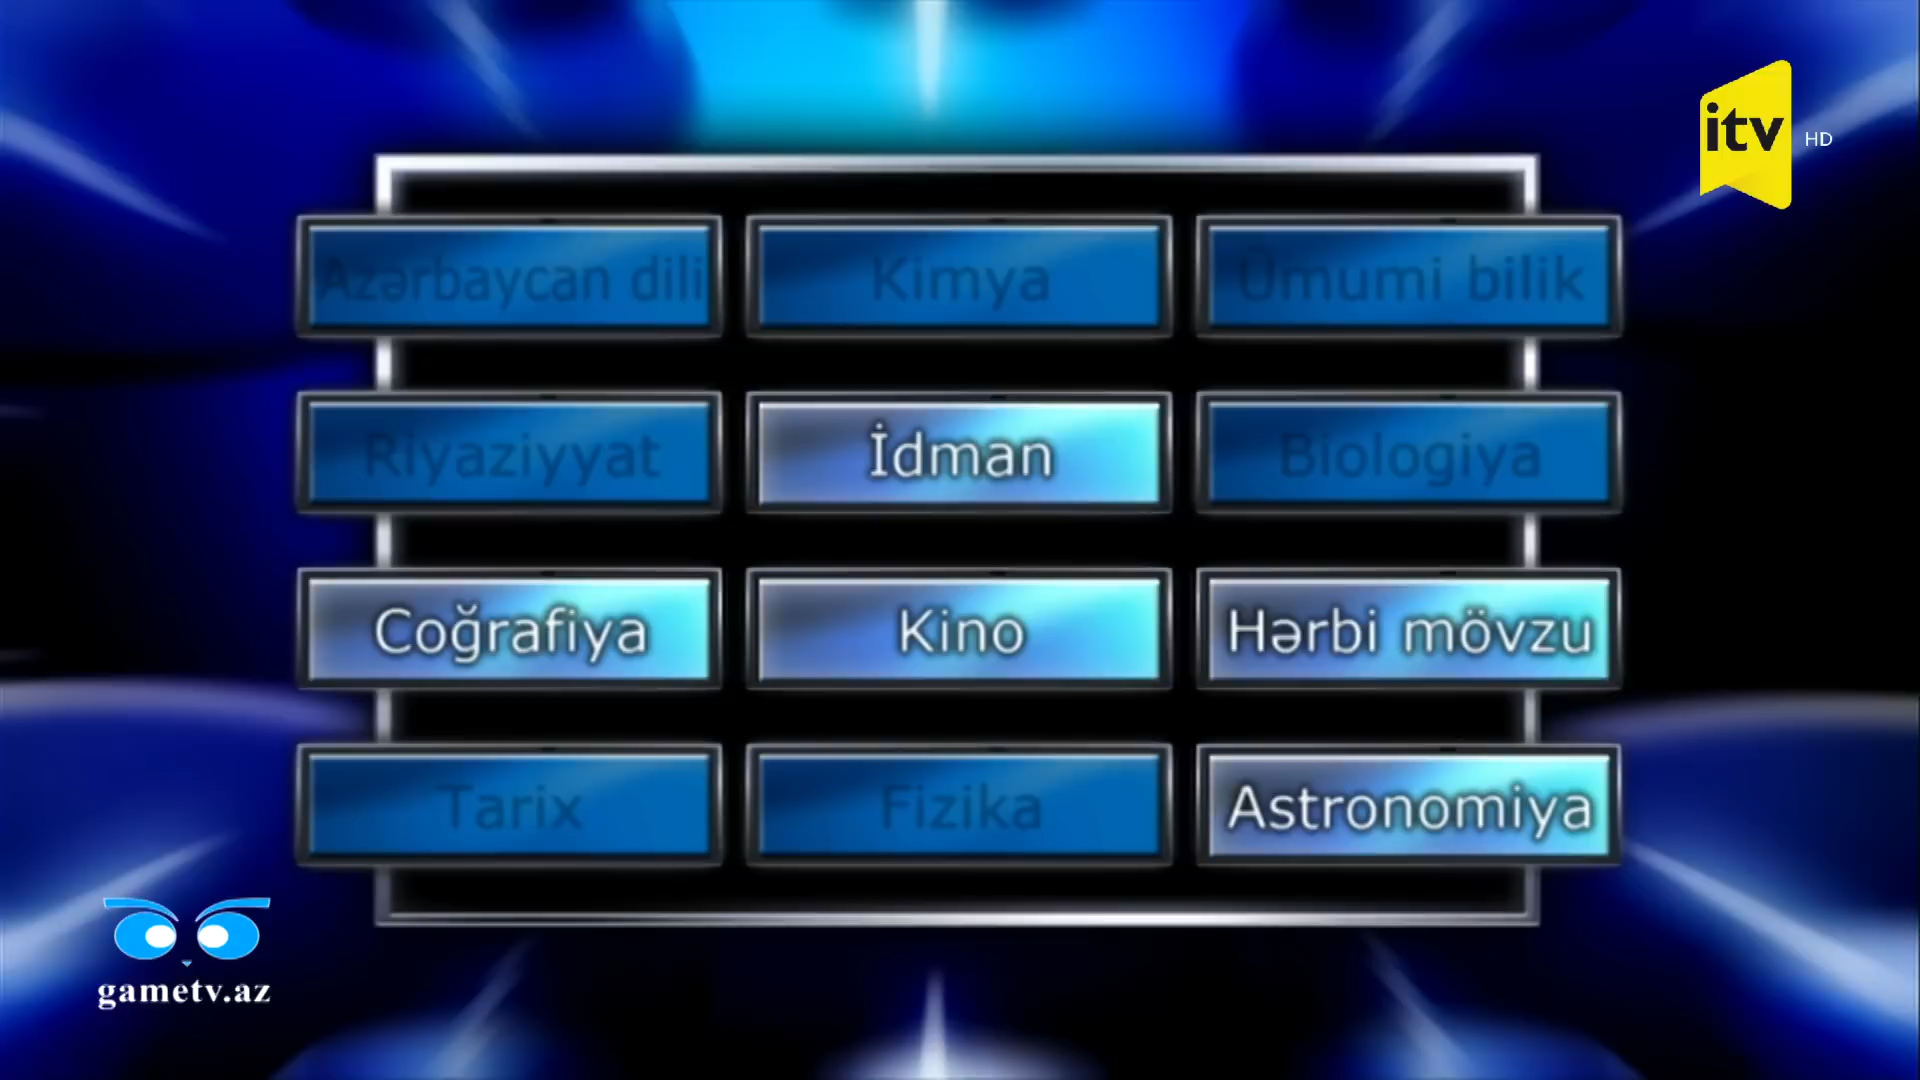 itv HD
Azərbaycan dili
Kimya
Ümumi bilik
Riyaziyyat
İdman
Biologiya
Coğrafiya
Kino
Hərbi mövzu
Tarix
Fizika
Astronomiya
gametv.az